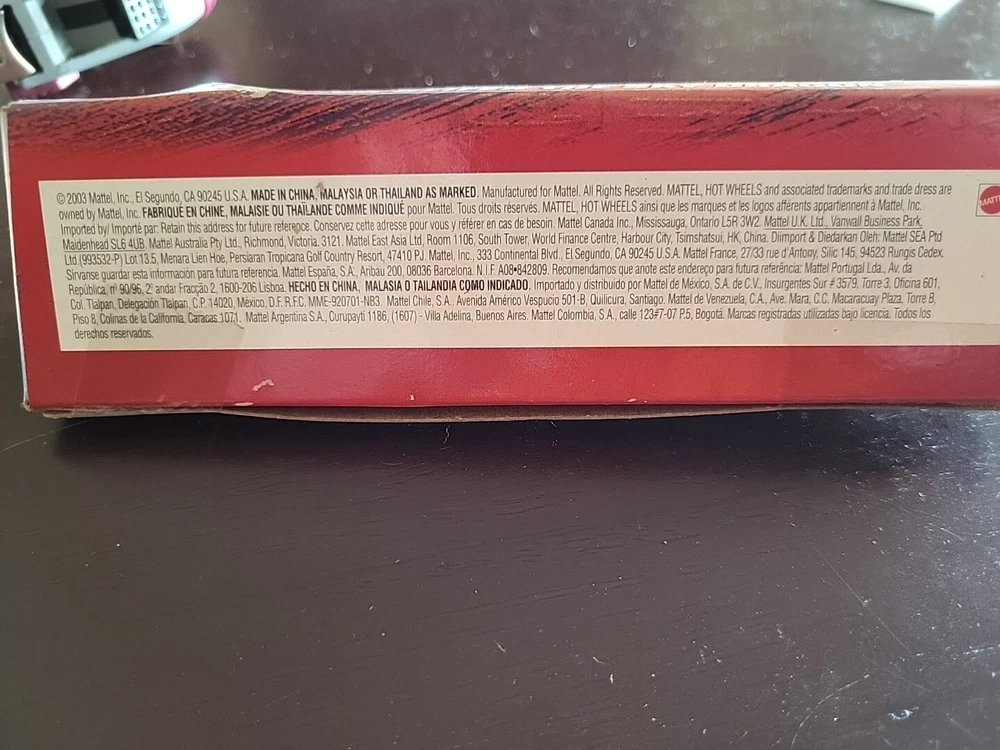 © 2003 Mattel, Inc., El Segundo, CA 90245 U.S.A. MADE IN CHINA, MALAYSIA OR THAILAND AS MARKED. Manufactured for Mattel. All Rights Reserved. MATTEL, HOT WHEELS and associated trademarks and trade dress are
owned by Mattel, Inc. FABRIQUÉ EN CHINE, MALAISIE OU THAÏLANDE COMME INDIQUÉ pour Mattel. Tous droits réservés. MATTEL, HOT WHEELS ainsi que les marques et les logos afférents appartiennent à Mattel, Inc.
Imported by/ Importé par: Retain this address for future reference. Conservez cette adresse pour vous y référer en cas de besoin. Mattel Canada Inc., Mississauga, Ontario L5R 3W2. Mattel U.K. Ltd., Vanwall Business Park,
Maidenhead SL6 4UB. Mattel Australia Pty Ltd., Richmond, Victoria. 3121. Mattel East Asia Ltd, Room 1106, South Tower, World Finance Centre, Harbour City, Tsimshatsui, HK, China. Diimport & Diedarkan Oleh: Mattel SEA Ptd
Ltd.(993532-P) Lot 13.5, Menara Lien Hoe, Persiaran Tropicana Golf Country Resort, 47410 PJ. Mattel, Inc., 333 Continental Blvd., El Segundo, CA 90245 U.S.A. Mattel France, 27/33 rue d'Antony, Silic 145, 94523 Rungis Cedex.
Sirvanse guardar esta información para futura referencia. Mattel España, S.A., Aribau 200, 08036 Barcelona. N.I.F. A08•842809. Recomendamos que anote este endereço para futura referência: Mattel Portugal Lda., Av. da
República, nº 90/96, 2º andar Fracção 2, 1600-206 Lisboa. HECHO EN CHINA, MALASIA O TAILANDIA COMO INDICADO. Importado y distribuido por Mattel de México, S.A. de C.V., Insurgentes Sur # 3579, Torre 3, Oficina 601,
Col. Tlalpan, Delegación Tlalpan, C.P. 14020, México, D.F. R.F.C. MME-920701-NB3. Mattel Chile, S.A. Avenida Américo Vespucio 501-B, Quilicura, Santiago. Mattel de Venezuela, C.A., Ave. Mara, C.C. Macaracuay Plaza, Torre B,
Piso 8, Colinas de la California, Caracas 1071. Mattel Argentina S.A., Curupaytí 1186, (1607) - Villa Adelina, Buenos Aires. Mattel Colombia, S.A., calle 123#7-07 P.5, Bogotá. Marcas registradas utilizadas bajo licencia. Todos los
derechos reservados.